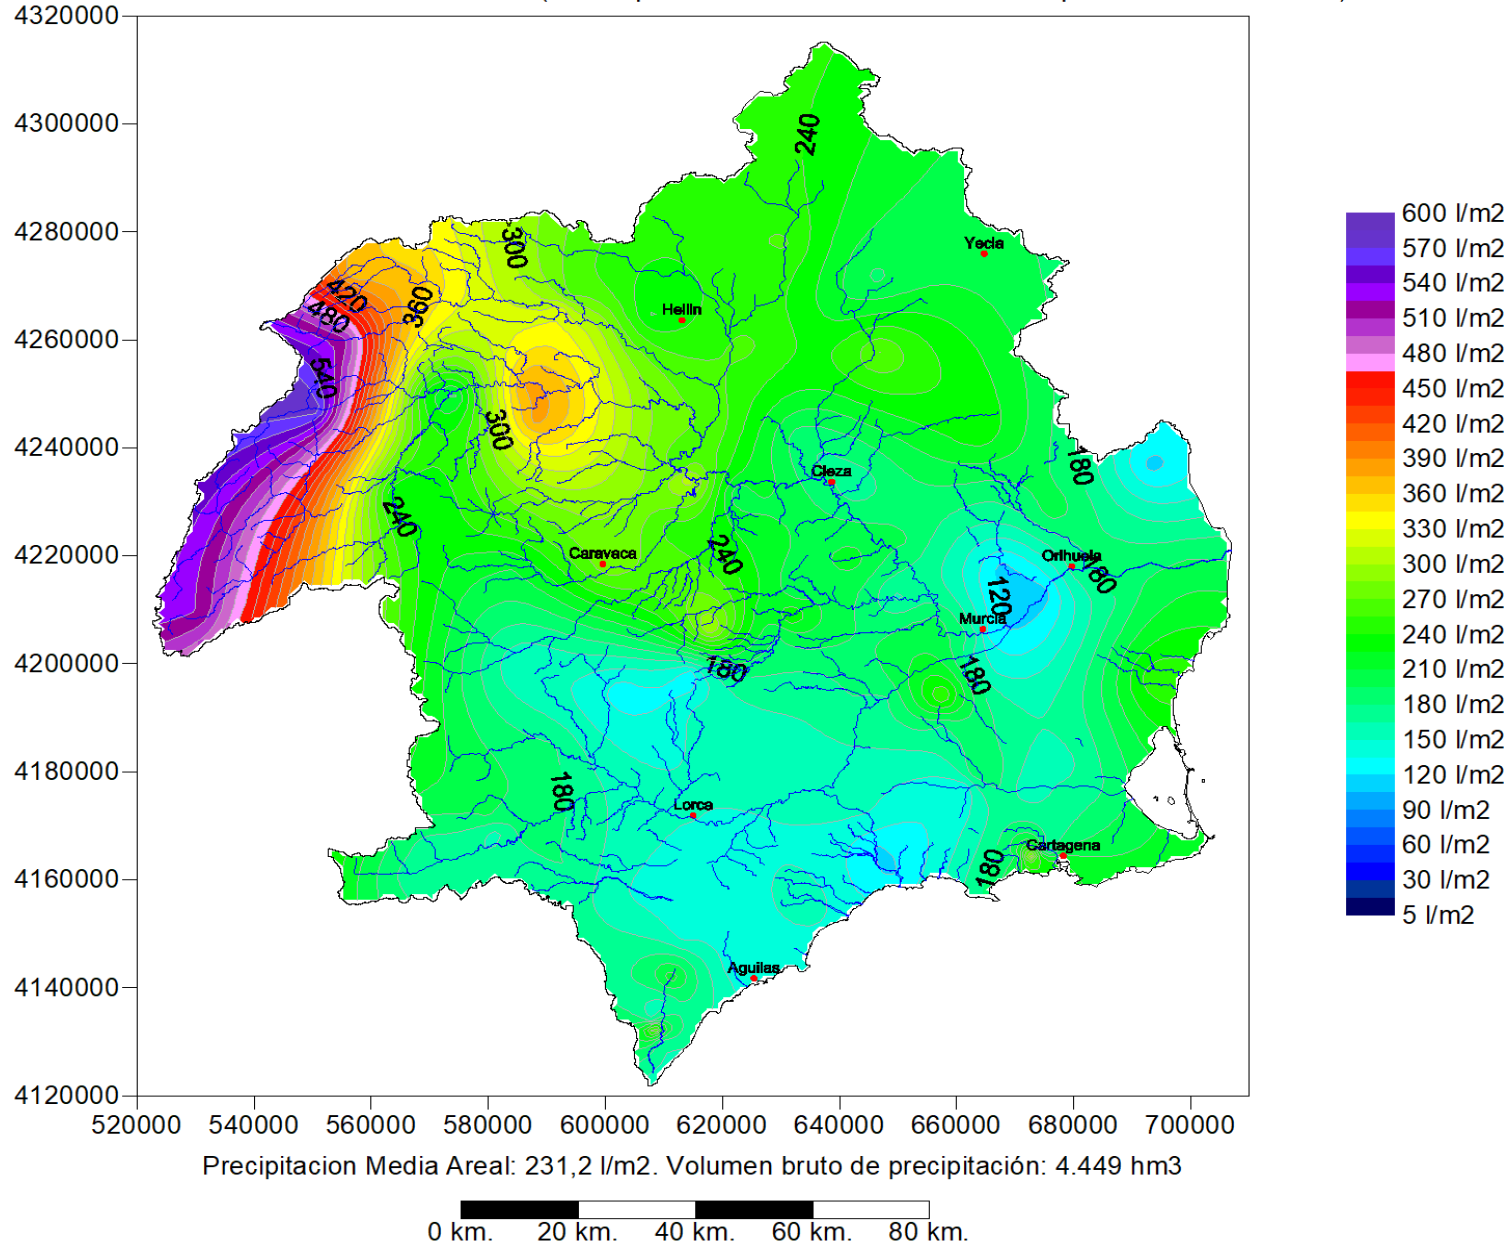 4320000
4300000
4280000
4260000
4240000
4220000
4200000
4180000
4160000
4140000
4120000
520000 540000 560000 580000 600000 620000 640000 660000 680000 700000
240
300
Yecla
420
360
Hellin
480
540
300
180
Cieza
240
240
Caravaca
Orihuela
180
120
Murcia
180
180
180
Lorca
180
Cartagena
Aguilas
600 l/m2
570 l/m2
540 l/m2
510 l/m2
480 l/m2
450 l/m2
420 l/m2
390 l/m2
360 l/m2
330 l/m2
300 l/m2
270 l/m2
240 l/m2
210 l/m2
180 l/m2
150 l/m2
120 l/m2
90 l/m2
60 l/m2
30 l/m2
5 l/m2
Precipitacion Media Areal: 231,2 l/m2. Volumen bruto de precipitación: 4.449 hm3
0 km. 20 km. 40 km. 60 km. 80 km.